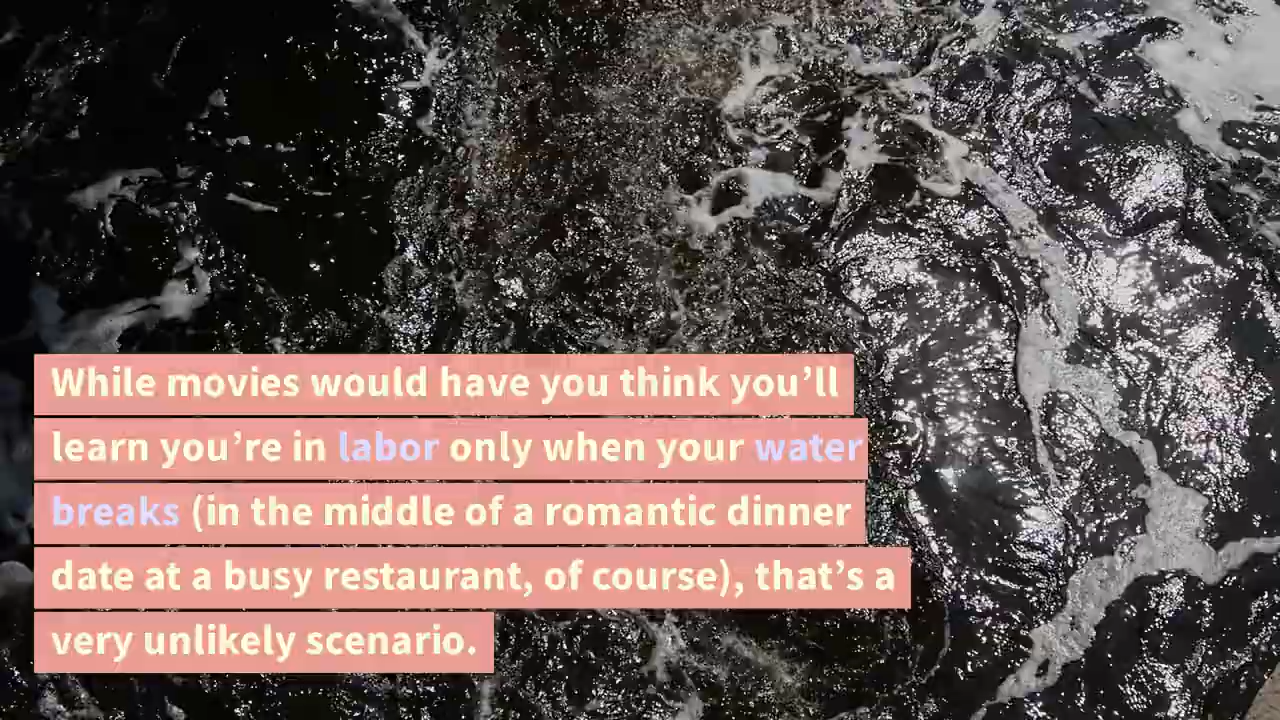 While movies would have you think you’ll
learn you’re in labor only when your water
breaks (in the middle of a romantic dinner
date at a busy restaurant, of course), that’s a
very unlikely scenario.